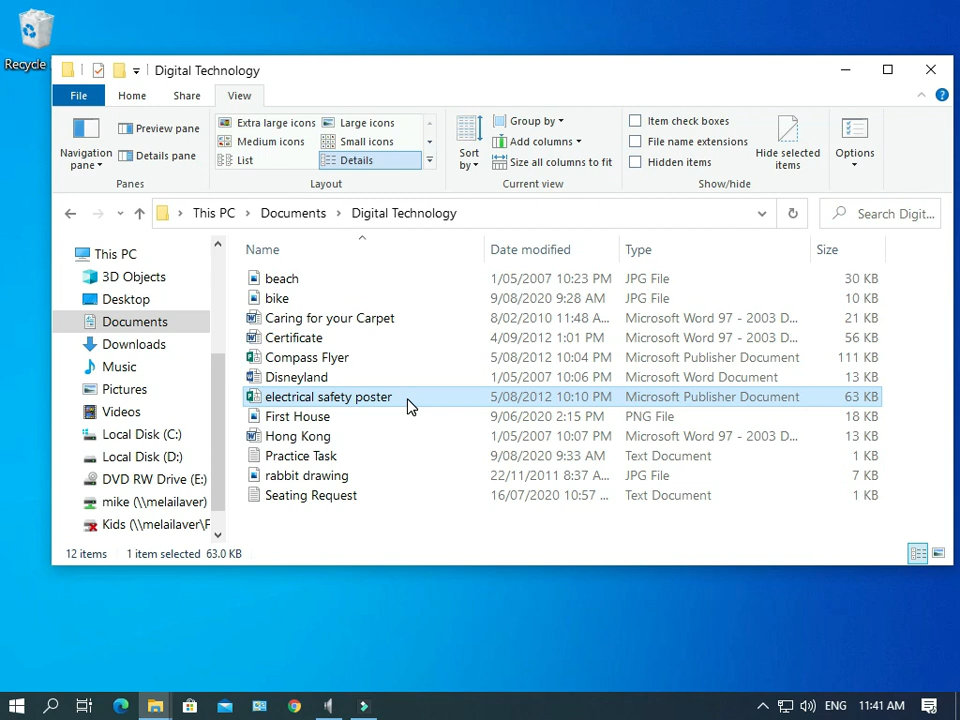 Recycle
Digital Technology
File Home Share View
Navigation pane
Preview pane
Details pane
Panes
Extra large icons Large icons
Medium icons Small icons
List Details
Layout
Sort by
Group by
Add columns
Size all columns to fit
Current view
Item check boxes
File name extensions
Hidden items
Hide selected items
Show/hide
Options
This PC > Documents > Digital Technology
Search Digit...
This PC
3D Objects
Desktop
Documents
Downloads
Music
Pictures
Videos
Local Disk (C:)
Local Disk (D:)
DVD RW Drive (E:)
mike (\\melailaver)
Kids (\\melailaver\F
Name Date modified Type Size
beach 1/05/2007 10:23 PM JPG File 30 KB
bike 9/08/2020 9:28 AM JPG File 10 KB
Caring for your Carpet 8/02/2010 11:48 A... Microsoft Word 97 - 2003 D... 21 KB
Certificate 4/09/2012 1:01 PM Microsoft Word 97 - 2003 D... 56 KB
Compass Flyer 5/08/2012 10:04 PM Microsoft Publisher Document 111 KB
Disneyland 1/05/2007 10:06 PM Microsoft Word Document 13 KB
electrical safety poster 5/08/2012 10:10 PM Microsoft Publisher Document 63 KB
First House 9/06/2020 2:15 PM PNG File 18 KB
Hong Kong 1/05/2007 10:07 PM Microsoft Word 97 - 2003 D... 13 KB
Practice Task 9/08/2020 9:33 AM Text Document 1 KB
rabbit drawing 22/11/2011 8:37 A... JPG File 7 KB
Seating Request 16/07/2020 10:57 ... Text Document 1 KB
12 items 1 item selected 63.0 KB
ENG 11:41 AM